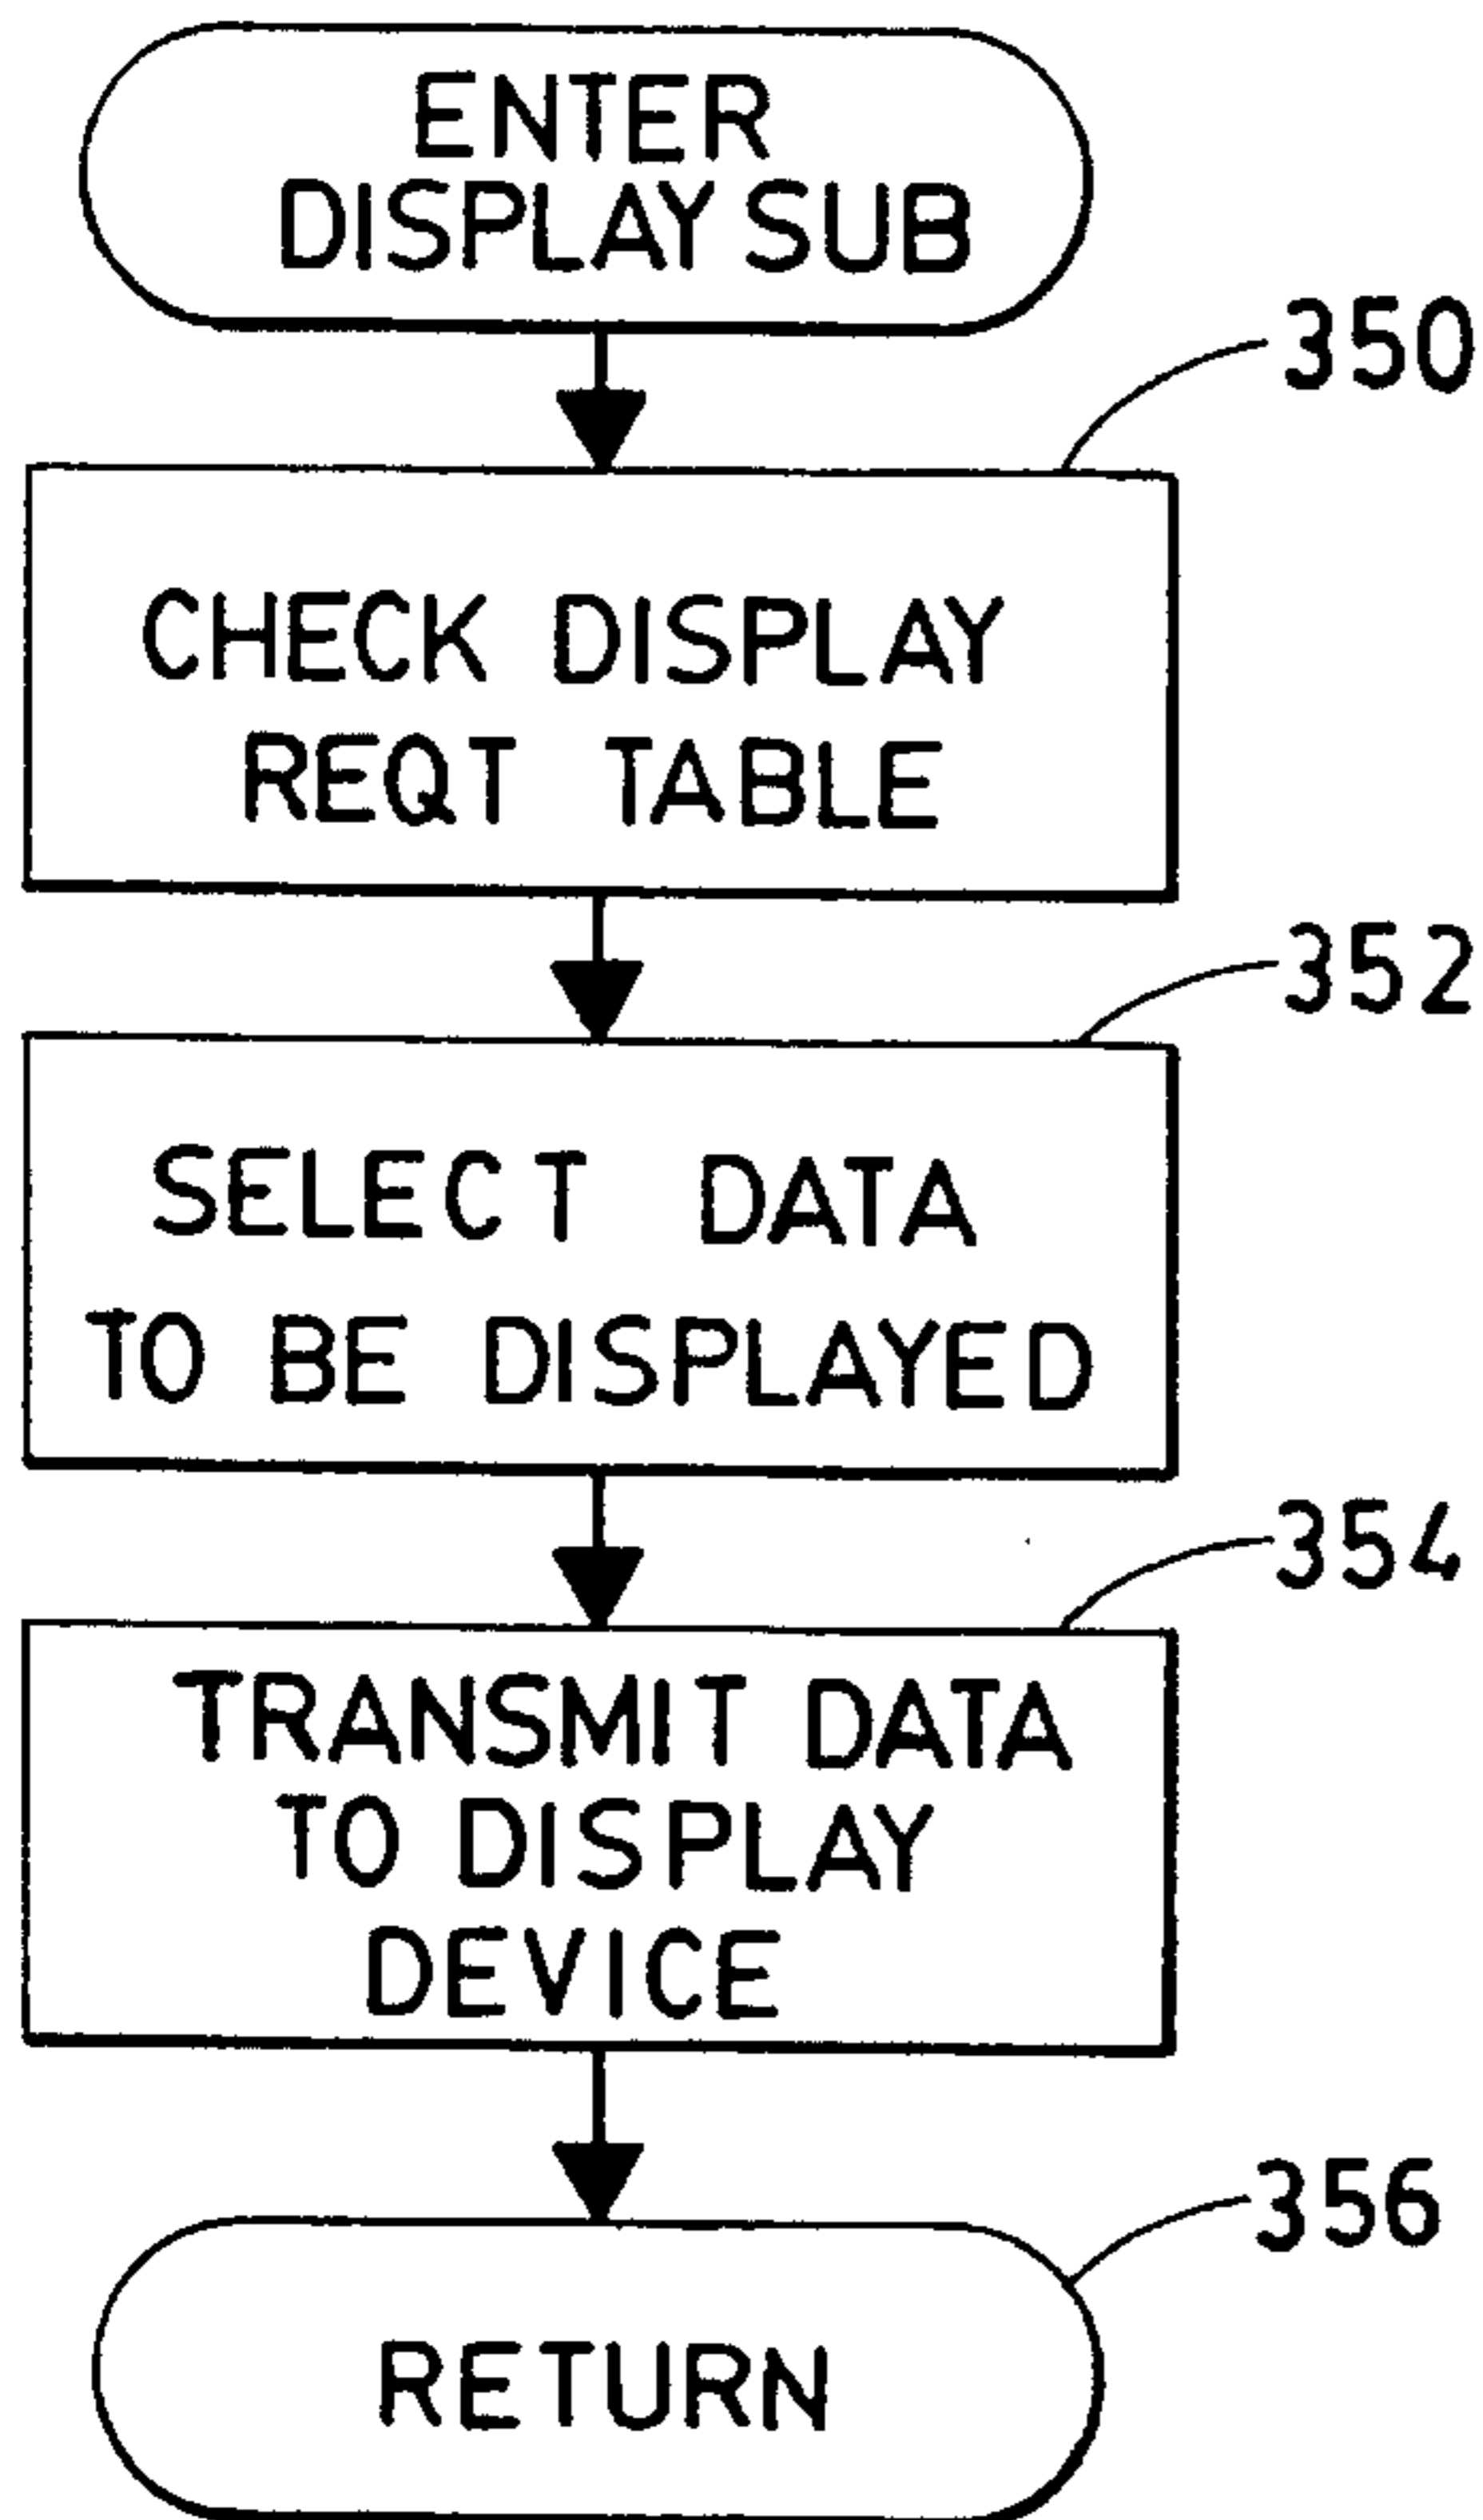 ENTER
DISPLAY SUB
350
CHECK DISPLAY
REQT TABLE
352
SELECT DATA
TO BE DISPLAYED
354
TRANSMIT DATA
TO DISPLAY
DEVICE
356
RETURN